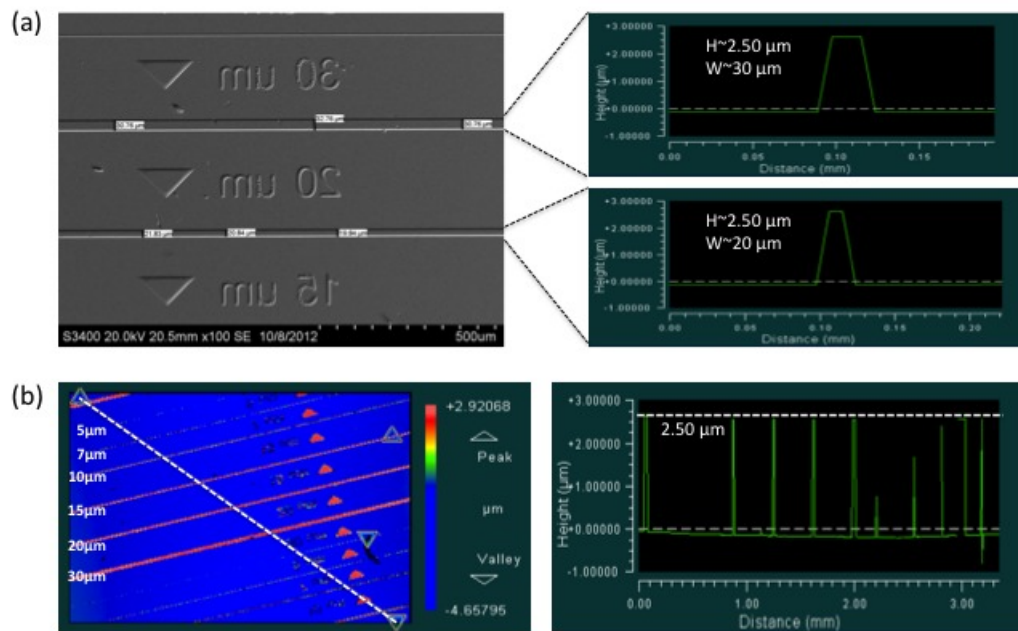 (a)
30 um
20 um
15 um
S3400 20.0kV 20.5mm x100 SE 10/8/2012
500um
H~2.50 µm
W~30 µm
Height (µm)
+3.00000
+2.00000
+1.00000
+0.00000
-1.00000
0.00
0.05
0.10
0.15
Distance (mm)
H~2.50 µm
W~20 µm
Height (µm)
+3.00000
+2.00000
+1.00000
+0.00000
-1.00000
0.00
0.05
0.10
0.15
0.20
Distance (mm)
(b)
5µm
7µm
10µm
15µm
20µm
30µm
+2.92068
Peak
µm
Valley
-4.65795
2.50 µm
Height (µm)
+3.00000
+2.00000
+1.00000
+0.00000
-1.00000
0.00
1.00
2.00
3.00
Distance (mm)